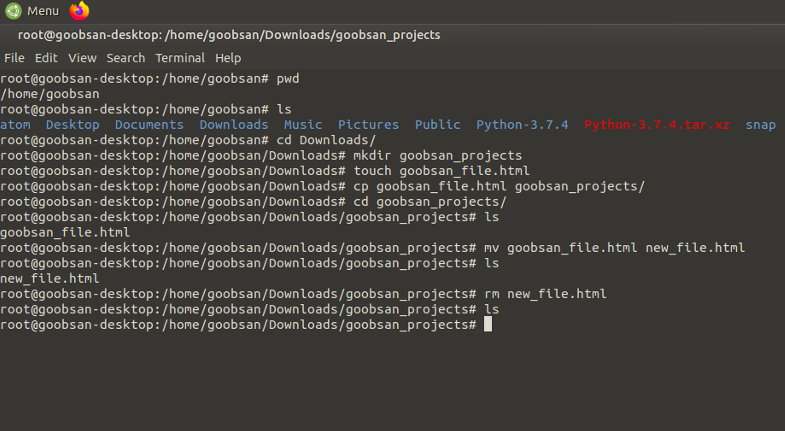 Menu
root@goobsan-desktop: /home/goobsan/Downloads/goobsan_projects
File Edit View Search Terminal Help
root@goobsan-desktop:/home/goobsan# pwd
/home/goobsan
root@goobsan-desktop:/home/goobsan# ls
atom Desktop Documents Downloads Music Pictures Public Python-3.7.4 Python-3.7.4.tar.xz snap
root@goobsan-desktop:/home/goobsan# cd Downloads/
root@goobsan-desktop:/home/goobsan/Downloads# mkdir goobsan_projects
root@goobsan-desktop:/home/goobsan/Downloads# touch goobsan_file.html
root@goobsan-desktop:/home/goobsan/Downloads# cp goobsan_file.html goobsan_projects/
root@goobsan-desktop:/home/goobsan/Downloads# cd goobsan_projects/
root@goobsan-desktop:/home/goobsan/Downloads/goobsan_projects# ls
goobsan_file.html
root@goobsan-desktop:/home/goobsan/Downloads/goobsan_projects# mv goobsan_file.html new_file.html
root@goobsan-desktop:/home/goobsan/Downloads/goobsan_projects# ls
new_file.html
root@goobsan-desktop:/home/goobsan/Downloads/goobsan_projects# rm new_file.html
root@goobsan-desktop:/home/goobsan/Downloads/goobsan_projects# ls
root@goobsan-desktop:/home/goobsan/Downloads/goobsan_projects#